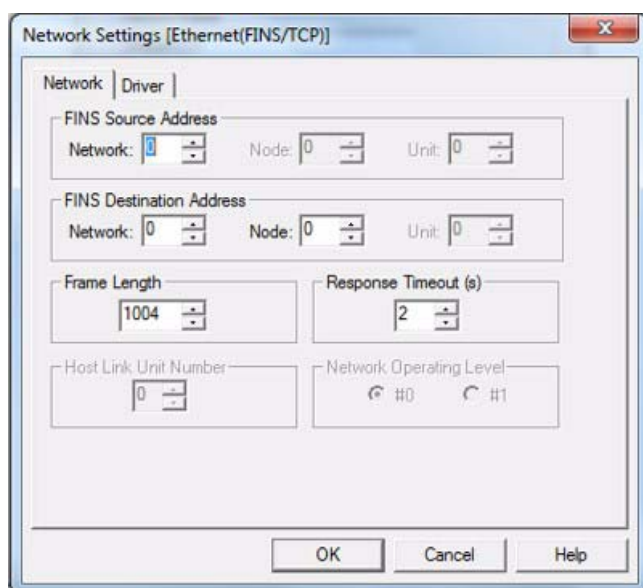 Network Settings [Ethernet(FINS/TCP)]
Network Driver
FINS Source Address
Network: 0 Node: 0 Unit: 0
FINS Destination Address
Network: 0 Node: 0 Unit: 0
Frame Length Response Timeout (s)
1004 2
Host Link Unit Number Network Operating Level
0 #0 #1
OK Cancel Help